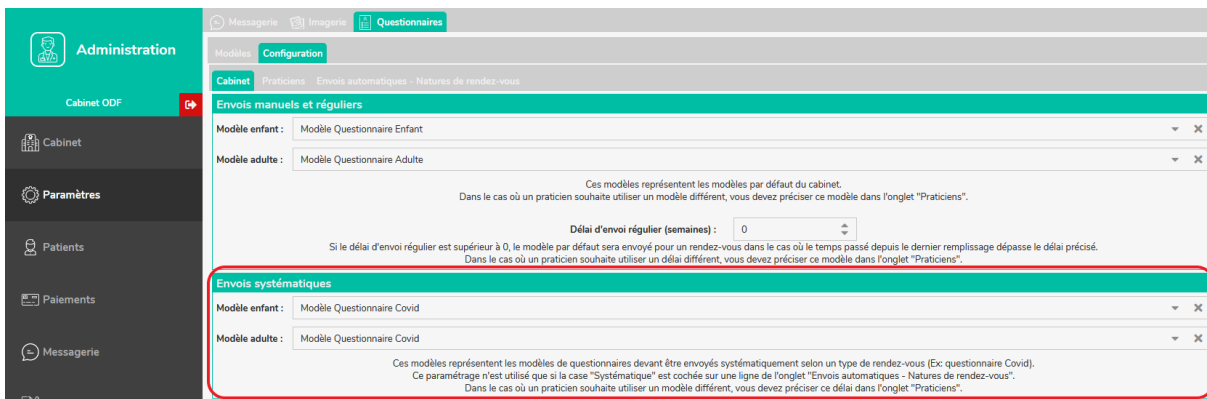 Messagerie Imagerie Questionnaires
Administration
Modèles Configuration
Cabinet Praticiens Envois automatiques - Natures de rendez-vous
Cabinet ODF
Envois manuels et réguliers
Modèle enfant : Modèle Questionnaire Enfant
Cabinet
Modèle adulte : Modèle Questionnaire Adulte
Ces modèles représentent les modèles par défaut du cabinet.
Dans le cas où un praticien souhaite utiliser un modèle différent, vous devez préciser ce modèle dans l'onglet "Praticiens".
Paramètres
Délai d'envoi régulier (semaines) : 0
Si le délai d'envoi régulier est supérieur à 0, le modèle par défaut sera envoyé pour un rendez-vous dans le cas où le temps passé depuis le dernier remplissage dépasse le délai précisé.
Dans le cas où un praticien souhaite utiliser un délai différent, vous devez préciser ce modèle dans l'onglet "Praticiens".
Patients
Envois systématiques
Modèle enfant : Modèle Questionnaire Covid
Paiements
Modèle adulte : Modèle Questionnaire Covid
Messagerie
Ces modèles représentent les modèles de questionnaires devant être envoyés systématiquement selon un type de rendez-vous (Ex: questionnaire Covid).
Ce paramétrage n'est utilisé que si la case "Systématique" est cochée sur une ligne de l'onglet "Envois automatiques - Natures de rendez-vous".
Dans le cas où un praticien souhaite utiliser un modèle différent, vous devez préciser ce délai dans l'onglet "Praticiens".